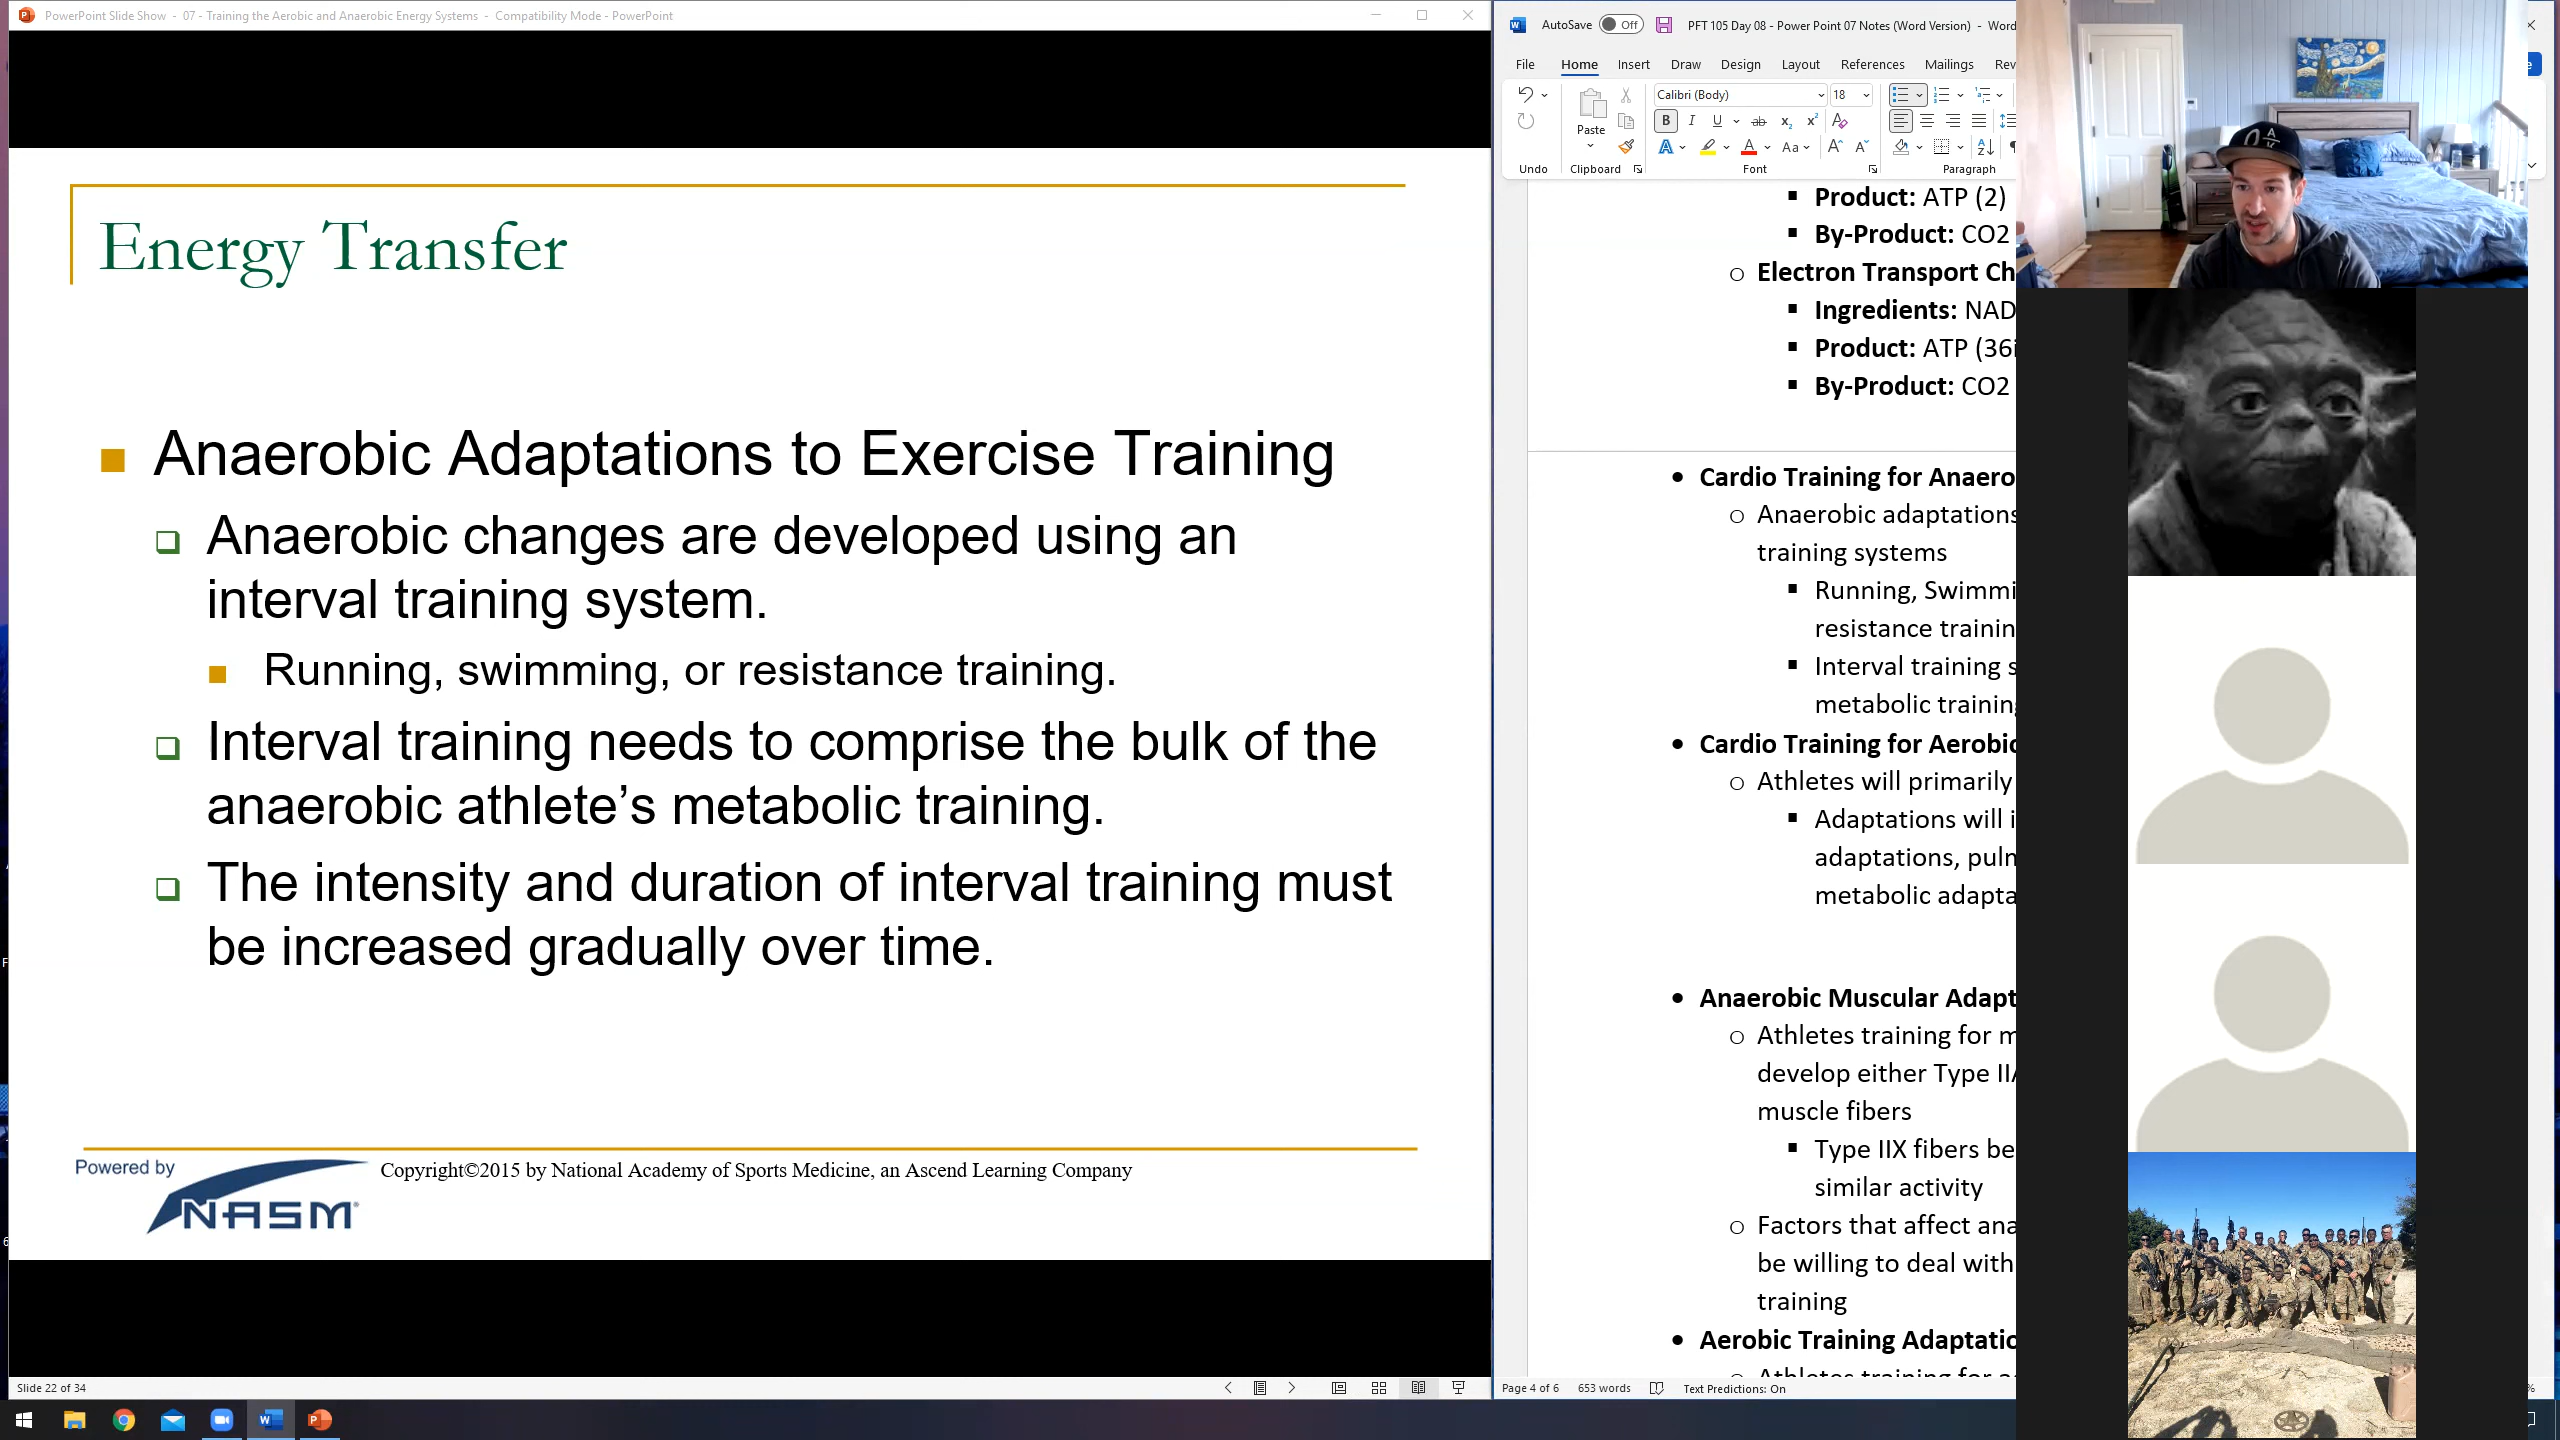 PowerPoint Slide Show - 07 - Training the Aerobic and Anaerobic Energy Systems - Compatibility Mode - PowerPoint
Energy Transfer
Anaerobic Adaptations to Exercise Training
Anaerobic changes are developed using an
interval training system.
Running, swimming, or resistance training.
Interval training needs to comprise the bulk of the
anaerobic athlete’s metabolic training.
The intensity and duration of interval training must
be increased gradually over time.
Powered by
NASM
Copyright©2015 by National Academy of Sports Medicine, an Ascend Learning Company
Slide 22 of 34
AutoSave Off PFT 105 Day 08 - Power Point 07 Notes (Word Version) - Word
File Home Insert Draw Design Layout References Mailings Rev
Calibri (Body) 18
Paste
Undo Clipboard Font Paragraph
Product: ATP (2)
By-Product: CO2
Electron Transport Ch
Ingredients: NAD
Product: ATP (36
By-Product: CO2
Cardio Training for Anaero
Anaerobic adaptations
training systems
Running, Swimmi
resistance trainin
Interval training s
metabolic training
Cardio Training for Aerobic
Athletes will primarily
Adaptations will i
adaptations, puln
metabolic adapta
Anaerobic Muscular Adapt
Athletes training for m
develop either Type IIA
muscle fibers
Type IIX fibers be
similar activity
Factors that affect ana
be willing to deal with
training
Aerobic Training Adaptatio
Page 4 of 6 653 words Text Predictions: On